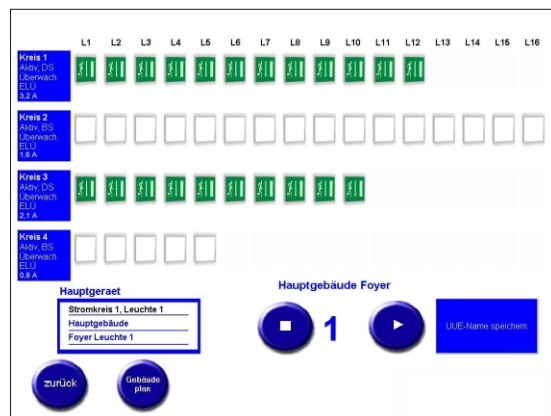 L1 L2 L3 L4 L5 L6 L7 L8 L9 L10 L11 L12 L13 L14 L15 L16
Kreis 1
Aktiv, DS
Überwach.
ELÜ
3,2 A
Kreis 2
Aktiv, BS
Überwach.
ELÜ
1,6 A
Kreis 3
Aktiv, DS
Überwach.
ELÜ
2,1 A
Kreis 4
Aktiv, BS
Überwach.
ELÜ
0,8 A
Hauptgeraet
Hauptgebäude Foyer
Stromkreis 1, Leuchte 1
Hauptgebäude
Foyer Leuchte 1
1
UUE-Name speichern
zurück
Gebäude
plan